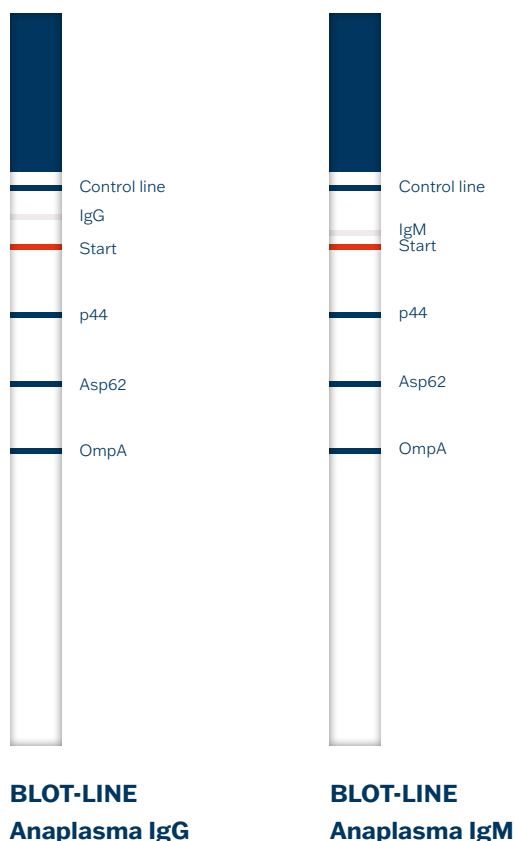 Control line
IgG
Start
p44
Asp62
OmpA
BLOT-LINE
Anaplasma IgG
Control line
IgM
Start
p44
Asp62
OmpA
BLOT-LINE
Anaplasma IgM